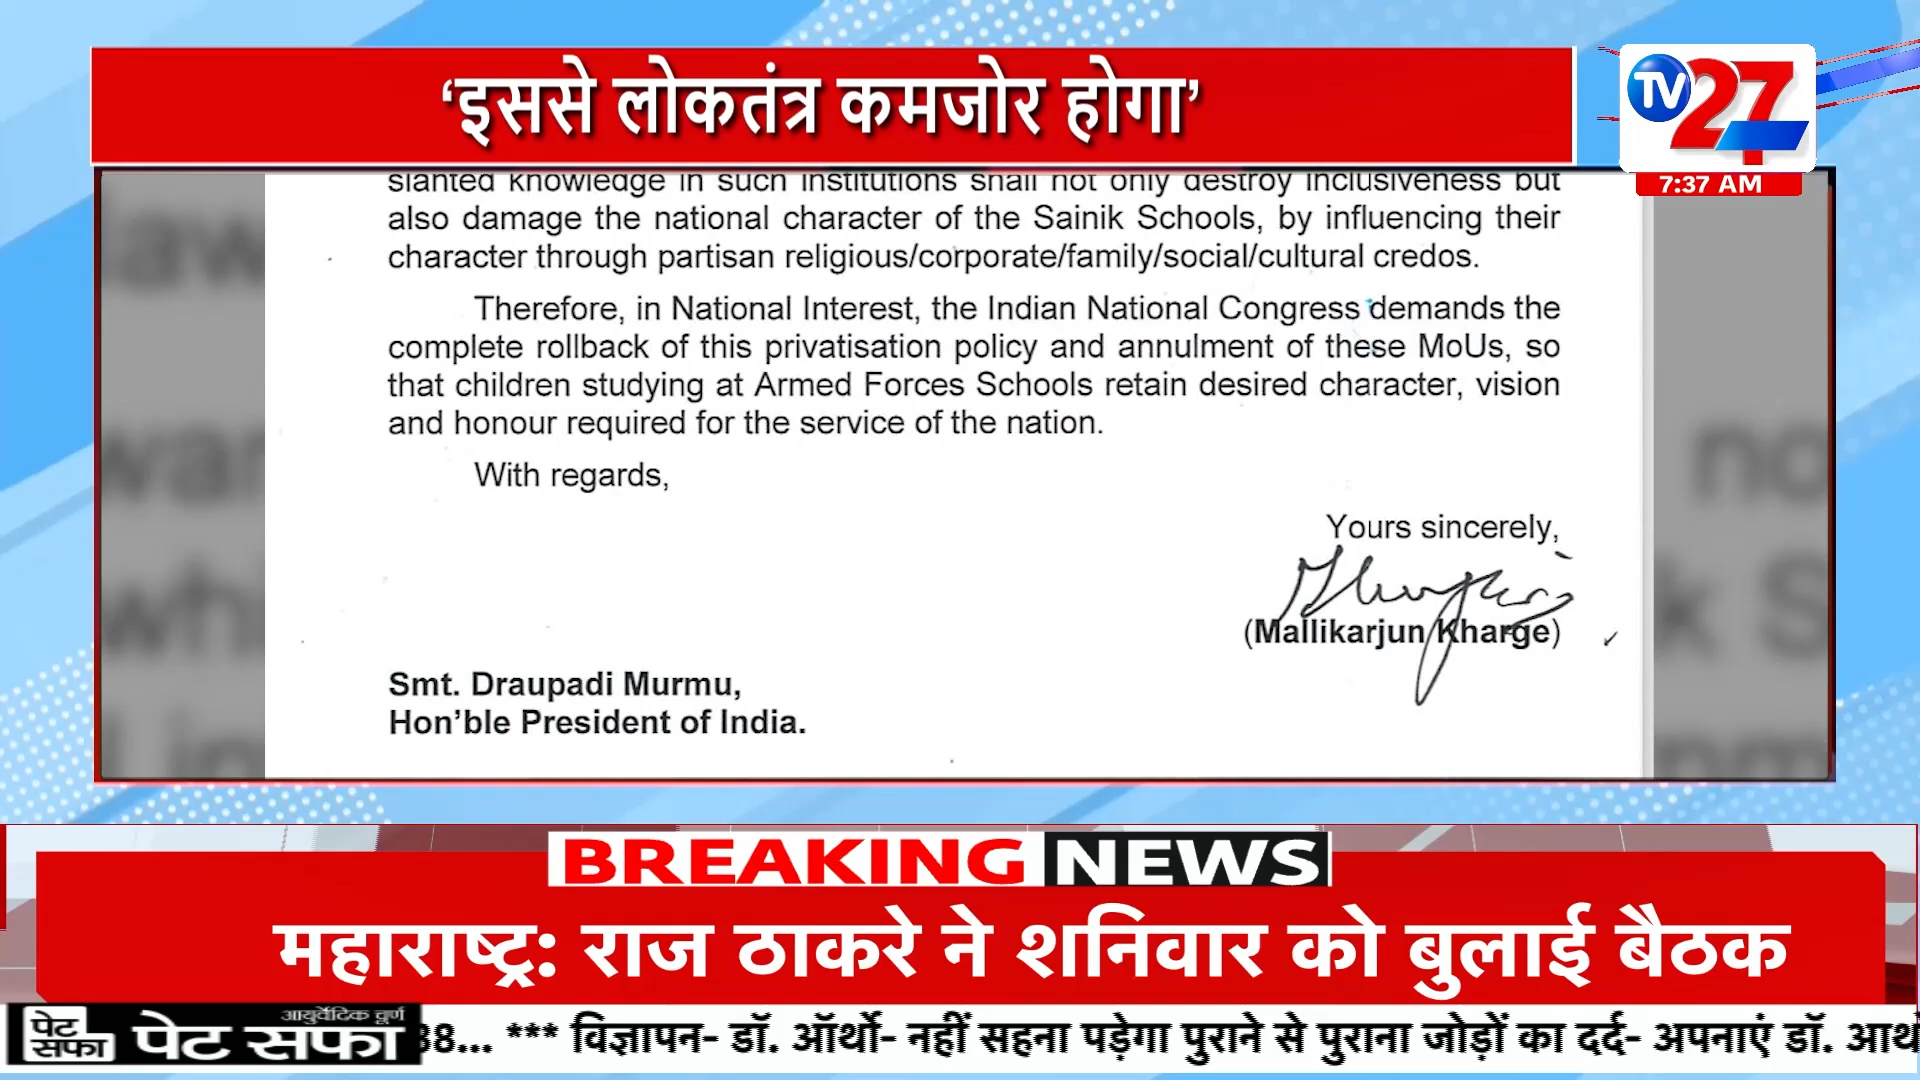 ‘इससे लोकतंत्र कमजोर होगा’
TV27
7:37 AM
slanted knowledge in such institutions shall not only destroy inclusiveness but
also damage the national character of the Sainik Schools, by influencing their
character through partisan religious/corporate/family/social/cultural credos.
Therefore, in National Interest, the Indian National Congress demands the
complete rollback of this privatisation policy and annulment of these MoUs, so
that children studying at Armed Forces Schools retain desired character, vision
and honour required for the service of the nation.
With regards,
Yours sincerely,
(Mallikarjun Kharge)
Smt. Draupadi Murmu,
Hon’ble President of India.
BREAKING NEWS
महाराष्ट्र: राज ठाकरे ने शनिवार को बुलाई बैठक
पेट सफा
आयुर्वेदिक चूर्ण
पेट सफा
38... *** विज्ञापन- डॉ. ऑर्थो- नहीं सहना पड़ेगा पुराने से पुराना जोड़ों का दर्द- अपनाएं डॉ.